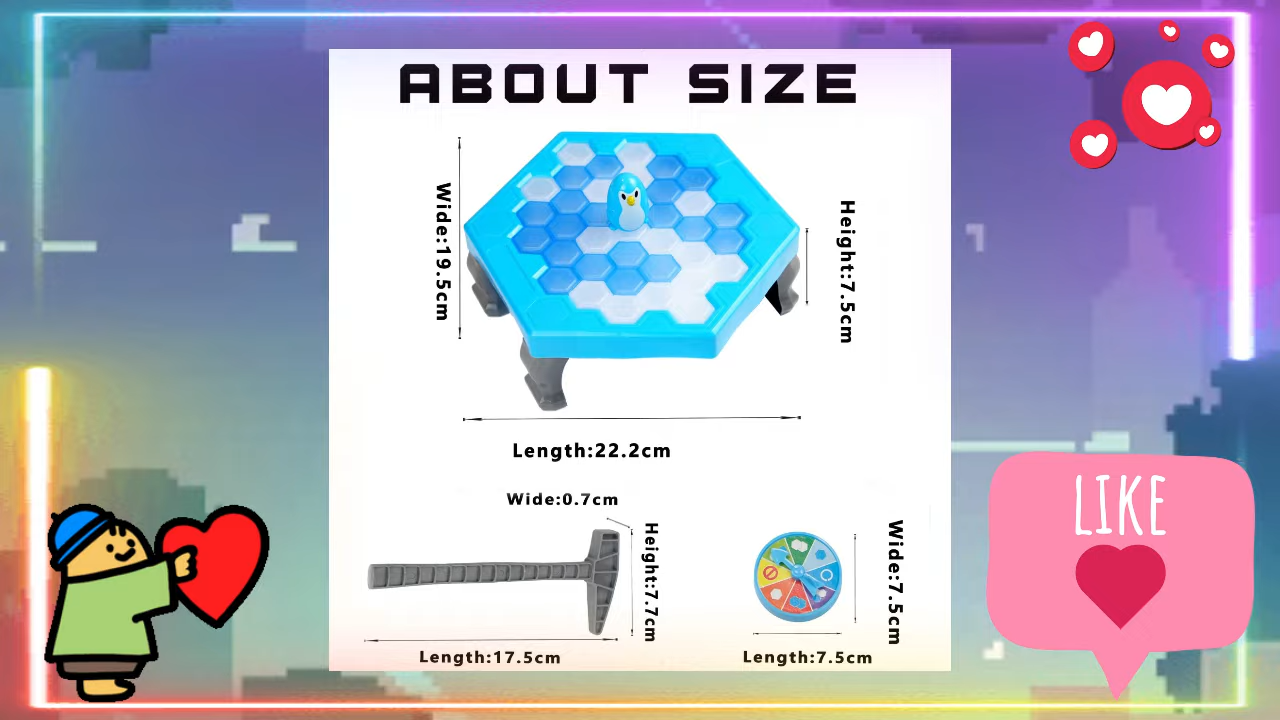 ABOUT SIZE
Wide:19.5cm
Height:7.5cm
Length:22.2cm
Wide:0.7cm
Height:7.7cm
Wide:7.5cm
Length:17.5cm
Length:7.5cm
LIKE